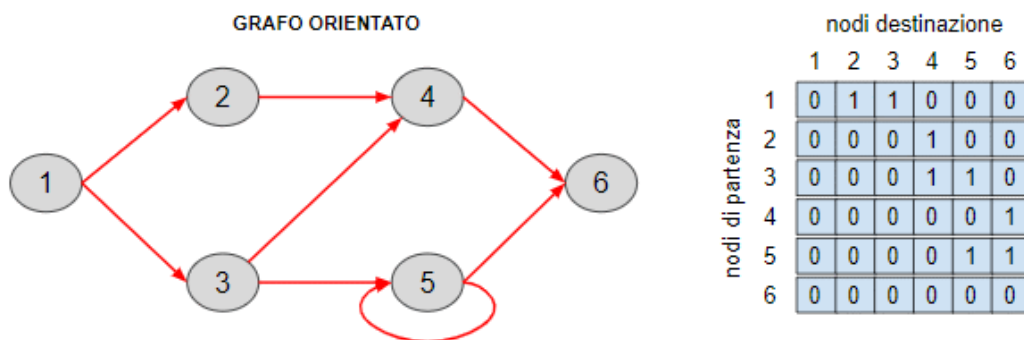 GRAFO ORIENTATO
1
2
3
4
5
6
nodi destinazione
1 2 3 4 5 6
nodi di partenza
1 0 1 1 0 0 0
2 0 0 0 1 0 0
3 0 0 0 1 1 0
4 0 0 0 0 0 1
5 0 0 0 0 1 1
6 0 0 0 0 0 0